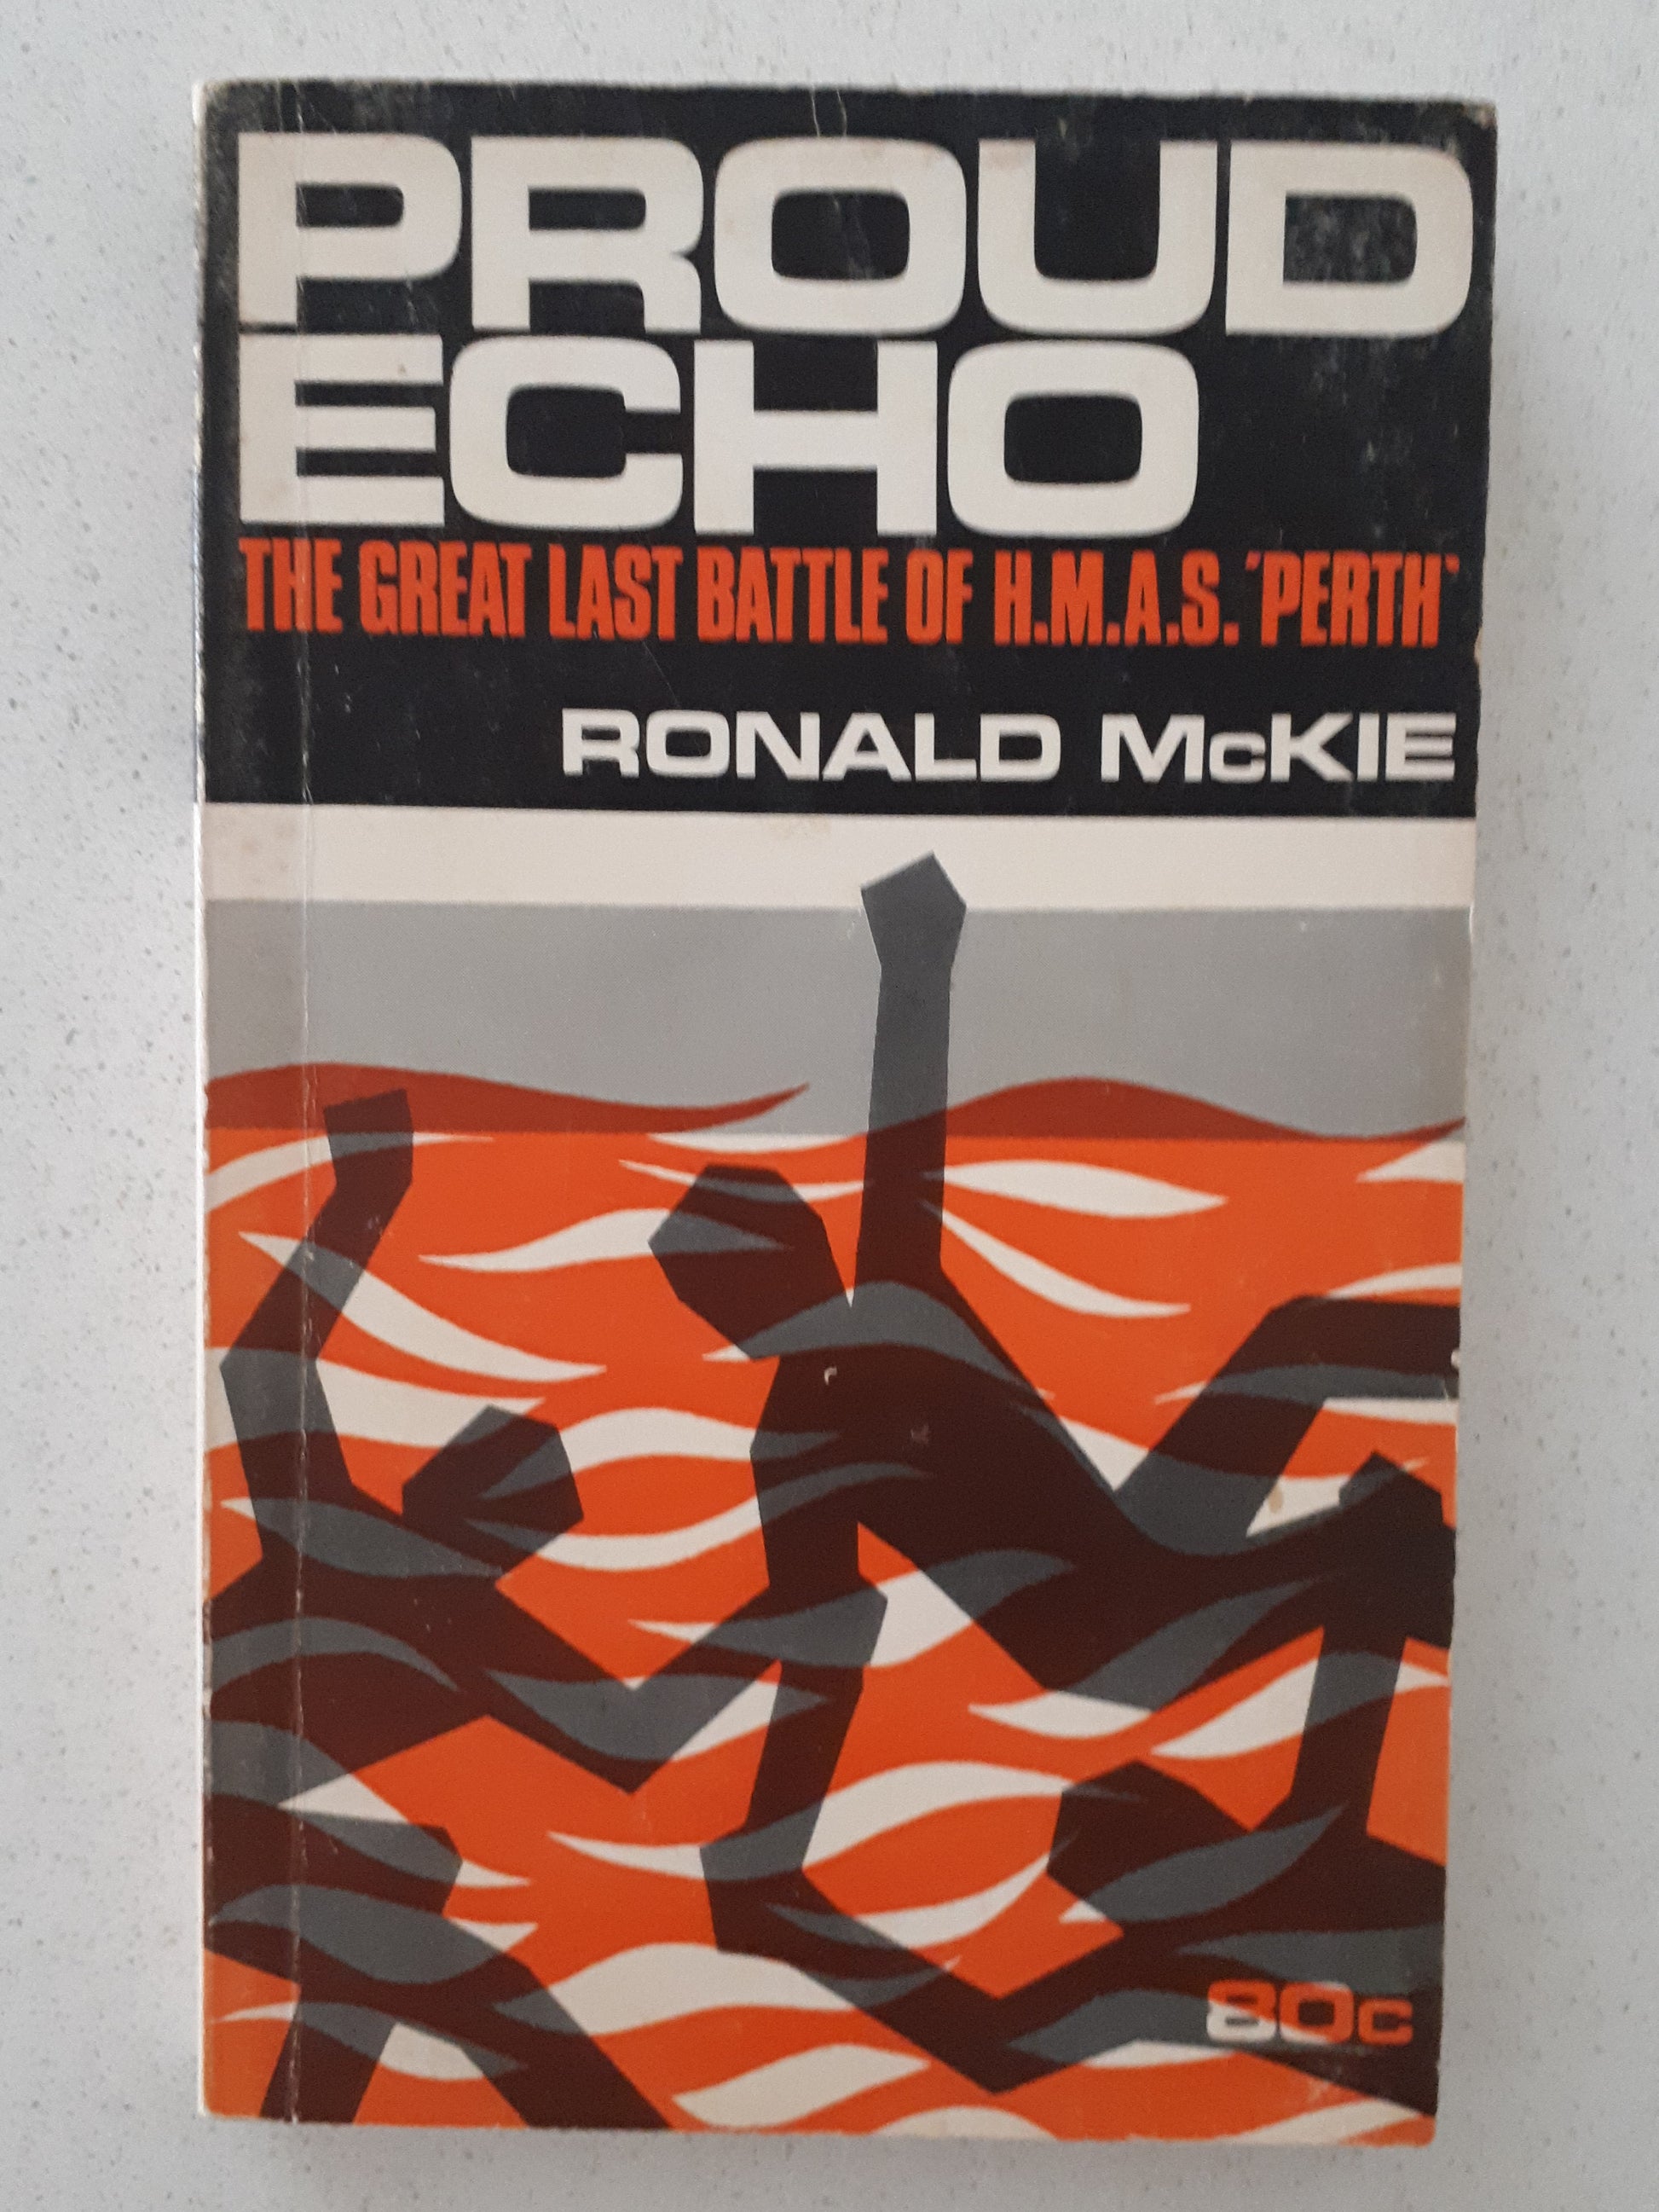 PROUD
ECHO
THE GREAT LAST BATTLE OF H.M.A.S. 'PERTH'
RONALD McKIE
80c